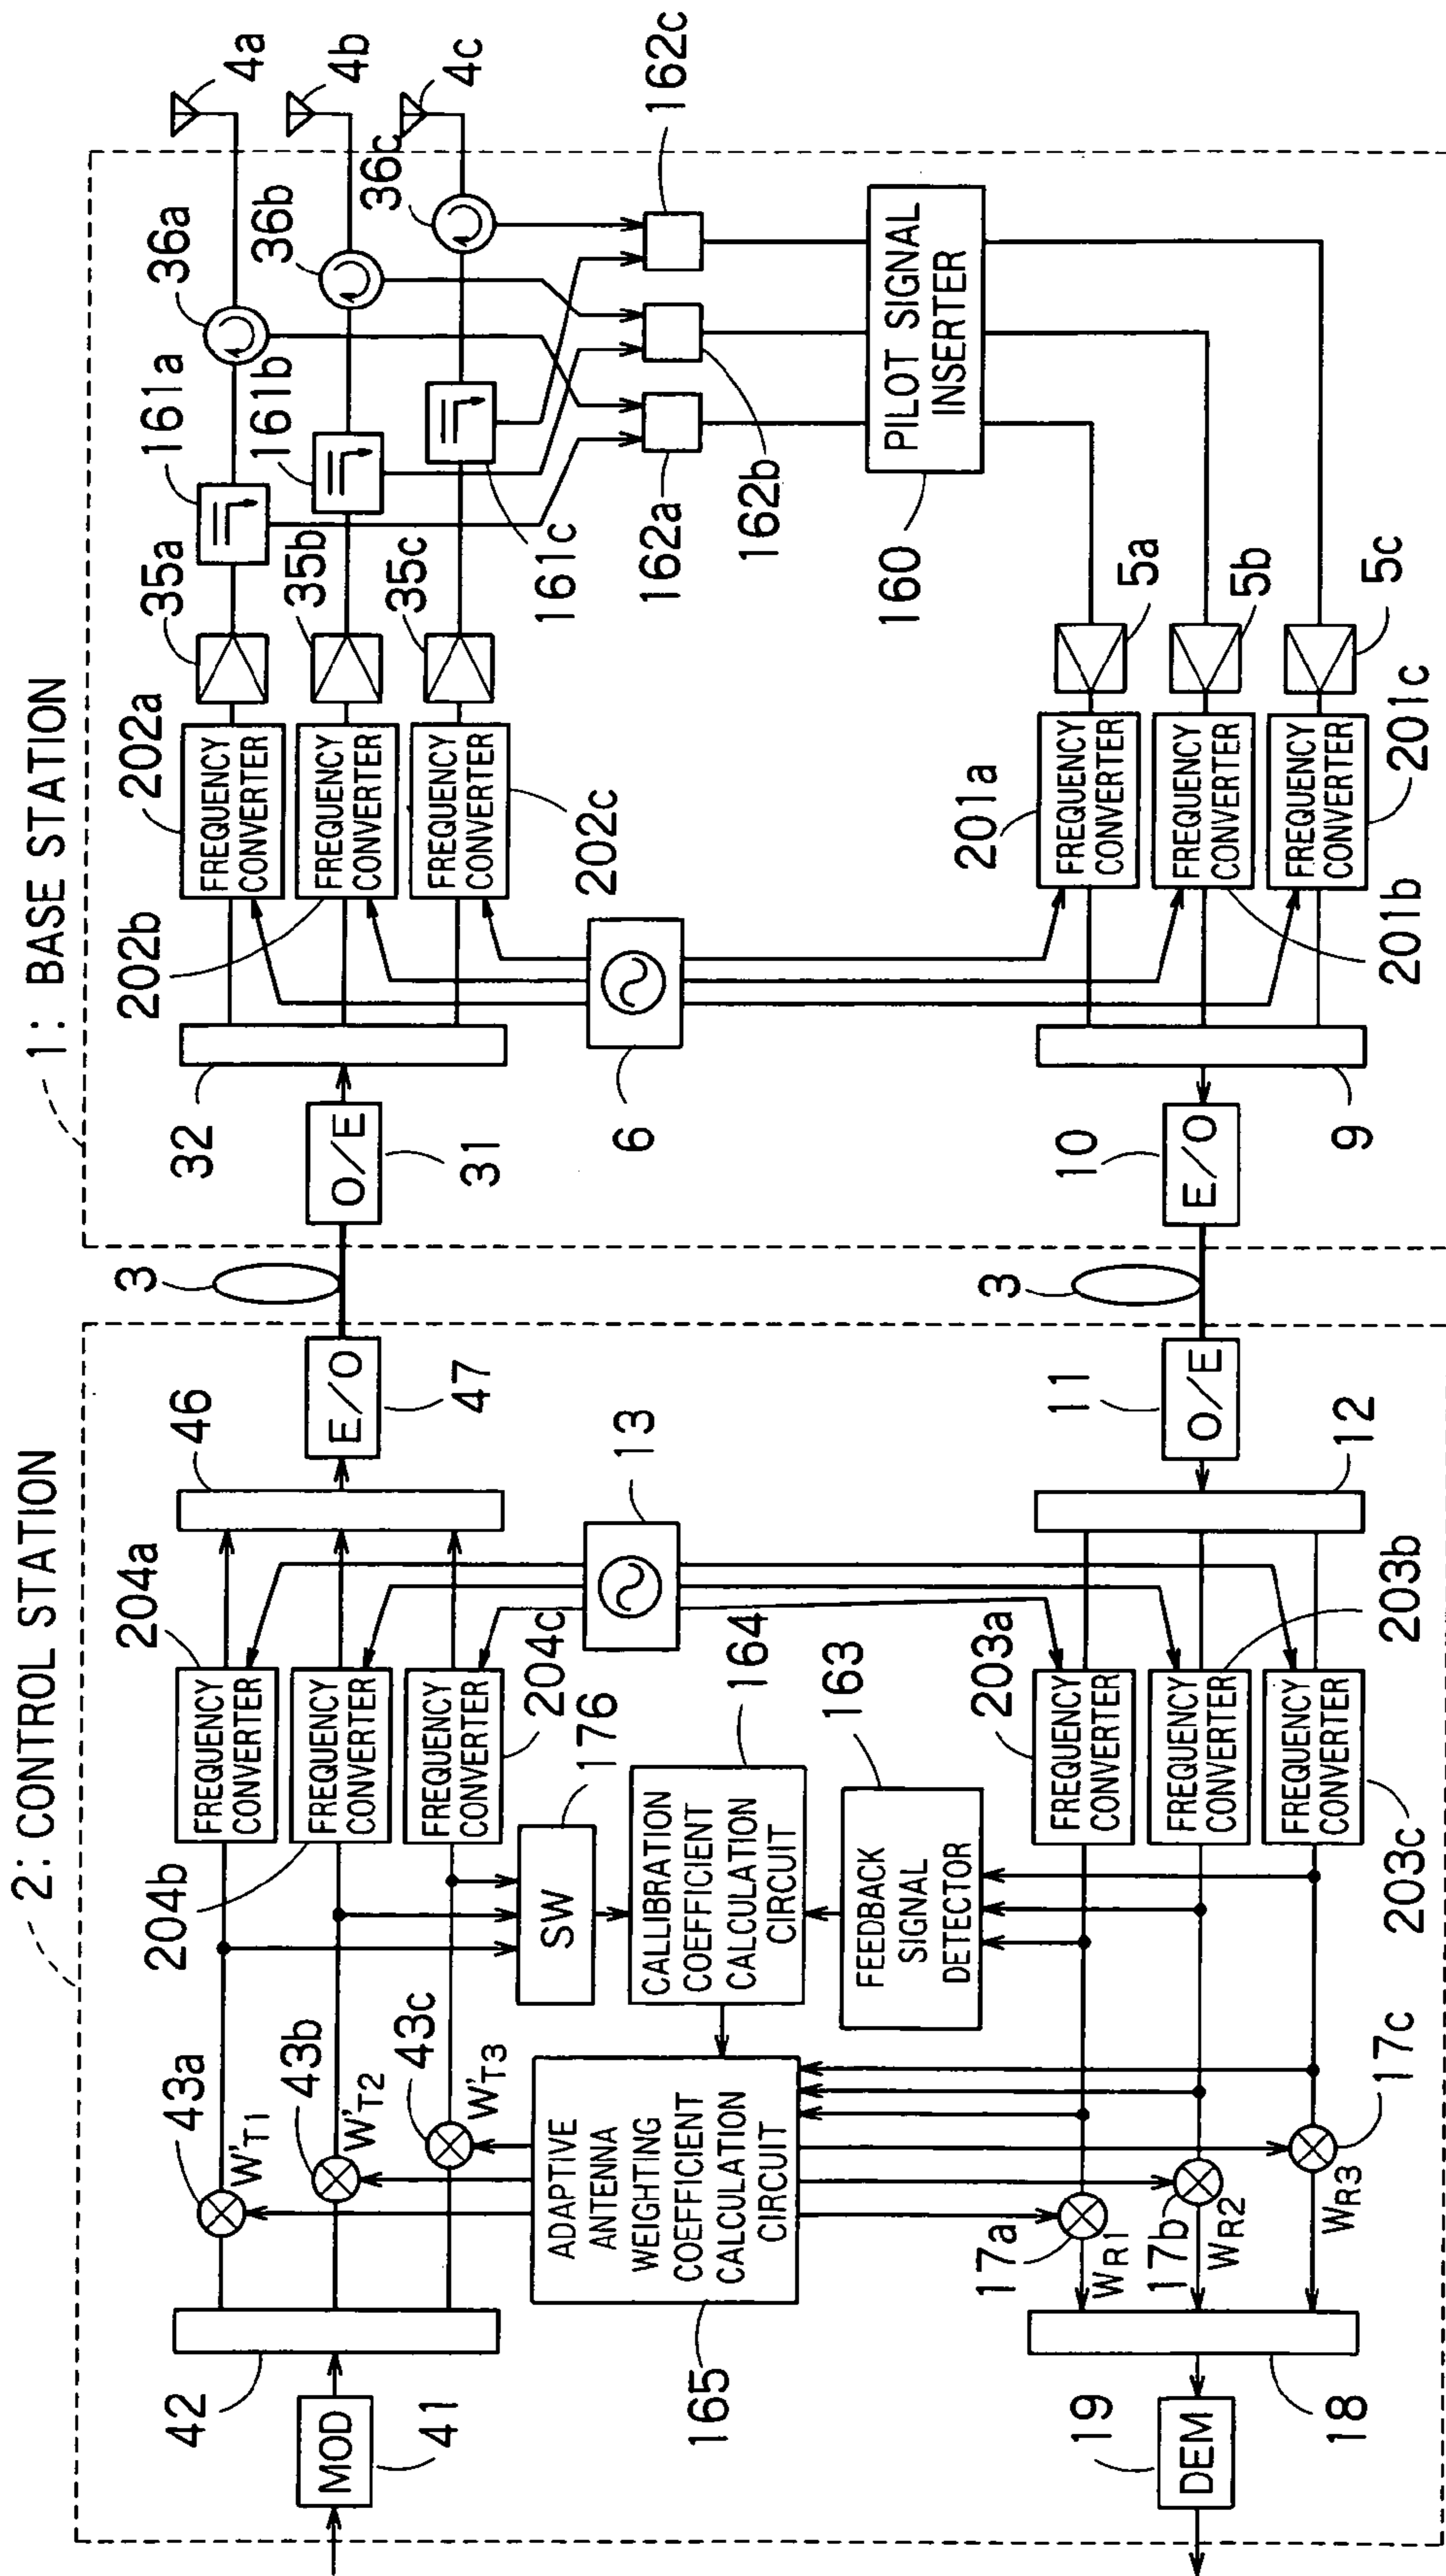 2: CONTROL STATION
1: BASE STATION
43a
W'T1
43b
W'T2
43c
W'T3
204a
FREQUENCY
CONVERTER
204b
FREQUENCY
CONVERTER
204c
FREQUENCY
CONVERTER
46
E/O
47
3
O/E
31
32
202a
FREQUENCY
CONVERTER
202b
FREQUENCY
CONVERTER
202c
FREQUENCY
CONVERTER
35a
35b
35c
161a
161b
161c
36a
36b
36c
4a
4b
4c
MOD
41
42
SW
176
13
6
162a
162b
162c
ADAPTIVE
ANTENNA
WEIGHTING
COEFFICIENT
CALCULATION
CIRCUIT
165
CALLIBRATION
COEFFICIENT
CALCULATION
CIRCUIT
164
FEEDBACK
SIGNAL
DETECTOR
163
PILOT SIGNAL
INSERTER
160
DEM
19
18
17a
WR1
17b
WR2
17c
WR3
203a
FREQUENCY
CONVERTER
203b
FREQUENCY
CONVERTER
203c
FREQUENCY
CONVERTER
12
O/E
11
3
E/O
10
9
201a
FREQUENCY
CONVERTER
201b
FREQUENCY
CONVERTER
201c
FREQUENCY
CONVERTER
5a
5b
5c